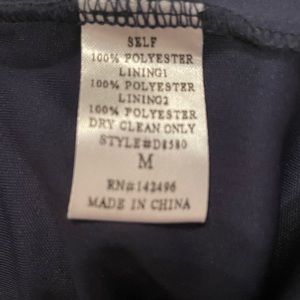 SELF
100% POLYESTER
LINING1
100% POLYESTER
LINING2
100% POLYESTER
DRY CLEAN ONLY
STYLE#D8580
M
RN#142496
MADE IN CHINA